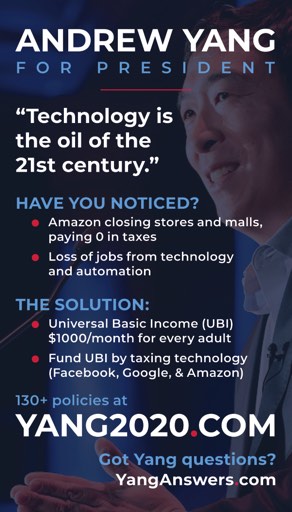 ANDREW YANG
FOR PRESIDENT
“Technology is
the oil of the
21st century.”
HAVE YOU NOTICED?
Amazon closing stores and malls,
paying 0 in taxes
Loss of jobs from technology
and automation
THE SOLUTION:
Universal Basic Income (UBI)
$1000/month for every adult
Fund UBI by taxing technology
(Facebook, Google, & Amazon)
130+ policies at
YANG2020.COM
Got Yang questions?
YangAnswers.com